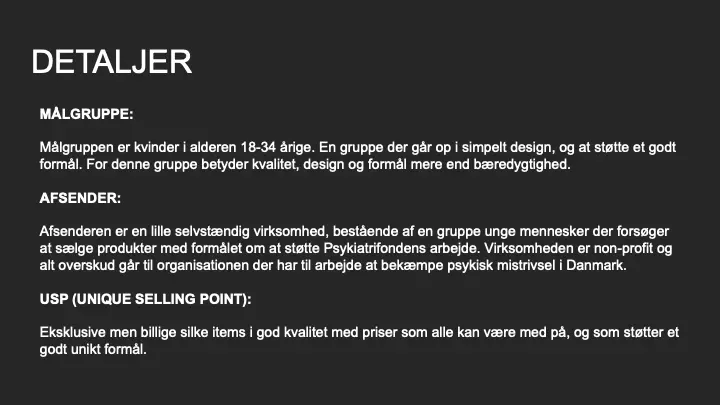 DETALJER
MÅLGRUPPE:
Målgruppen er kvinder i alderen 18-34 årige. En gruppe der går op i simpelt design, og at støtte et godt
formål. For denne gruppe betyder kvalitet, design og formål mere end bæredygtighed.
AFSENDER:
Afsenderen er en lille selvstændig virksomhed, bestående af en gruppe unge mennesker der forsøger
at sælge produkter med formålet om at støtte Psykiatrifondens arbejde. Virksomheden er non-profit og
alt overskud går til organisationen der har til arbejde at bekæmpe psykisk mistrivsel i Danmark.
USP (UNIQUE SELLING POINT):
Eksklusive men billige silke items i god kvalitet med priser som alle kan være med på, og som støtter et
godt unikt formål.